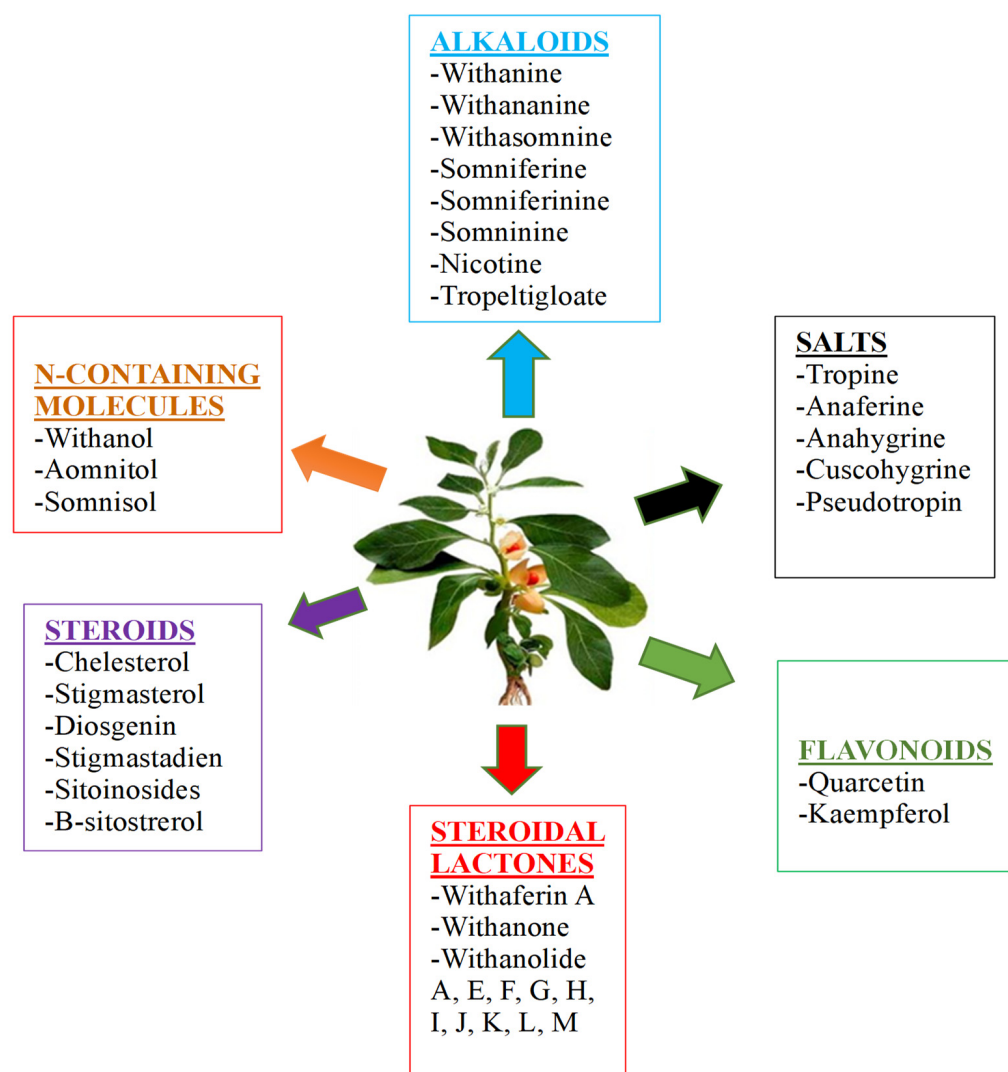 ALKALOIDS
-Withanine
-Withananine
-Withasomnine
-Somniferine
-Somniferinine
-Somninine
-Nicotine
-Tropeltigloate
N-CONTAINING
MOLECULES
-Withanol
-Aomnitol
-Somnisol
SALTS
-Tropine
-Anaferine
-Anahygrine
-Cuscohygrine
-Pseudotropin
STEROIDS
-Chelesterol
-Stigmasterol
-Diosgenin
-Stigmastadien
-Sitoinosides
-B-sitostrerol
FLAVONOIDS
-Quarcetin
-Kaempferol
STEROIDAL
LACTONES
-Withaferin A
-Withanone
-Withanolide
A, E, F, G, H,
I, J, K, L, M